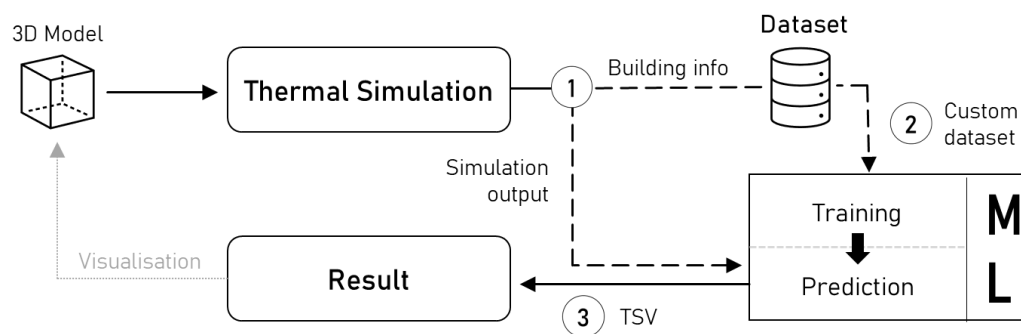 Dataset
3D Model
Thermal Simulation
1
Building info
2
Custom
dataset
Simulation
output
Training
M
Visualisation
Result
Prediction
L
3
TSV